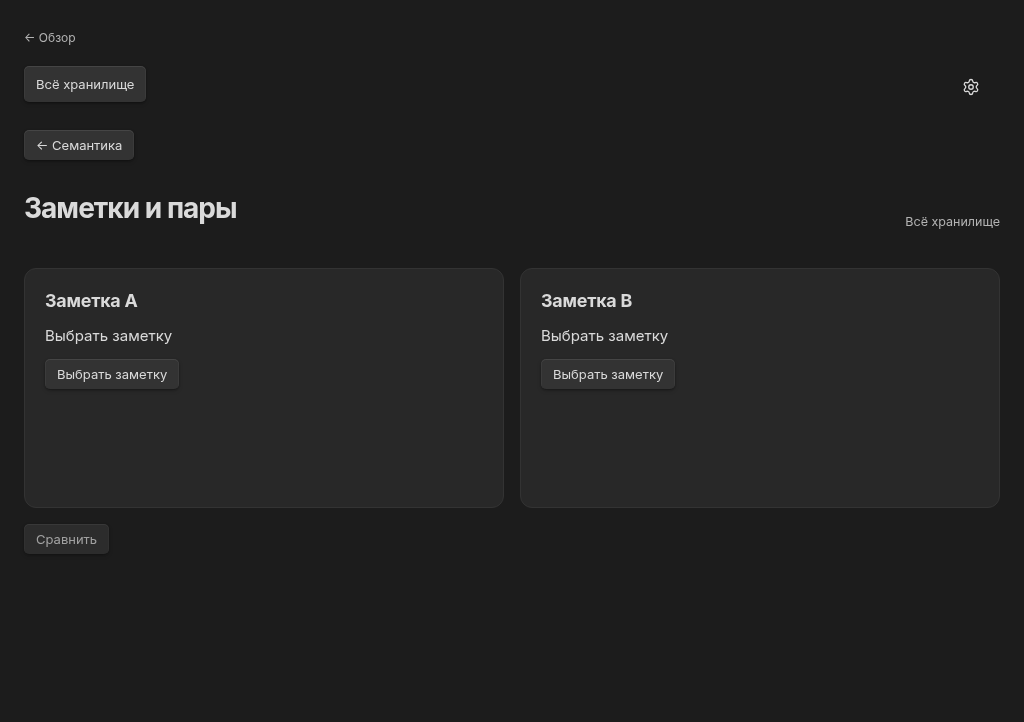 ← Обзор
Всё хранилище
← Семантика
Заметки и пары
Всё хранилище
Заметка A
Выбрать заметку
Выбрать заметку
Заметка B
Выбрать заметку
Выбрать заметку
Сравнить